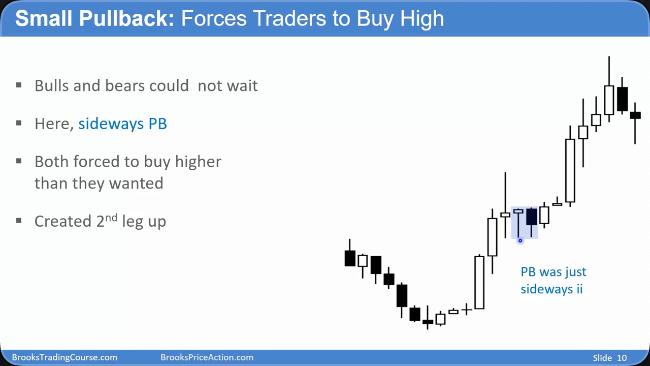 Small Pullback: Forces Traders to Buy High
Bulls and bears could not wait
Here, sideways PB
Both forced to buy higher
than they wanted
Created 2nd leg up
PB was just
sideways ii
BrooksTradingCourse.com
BrooksPriceAction.com
Slide 10